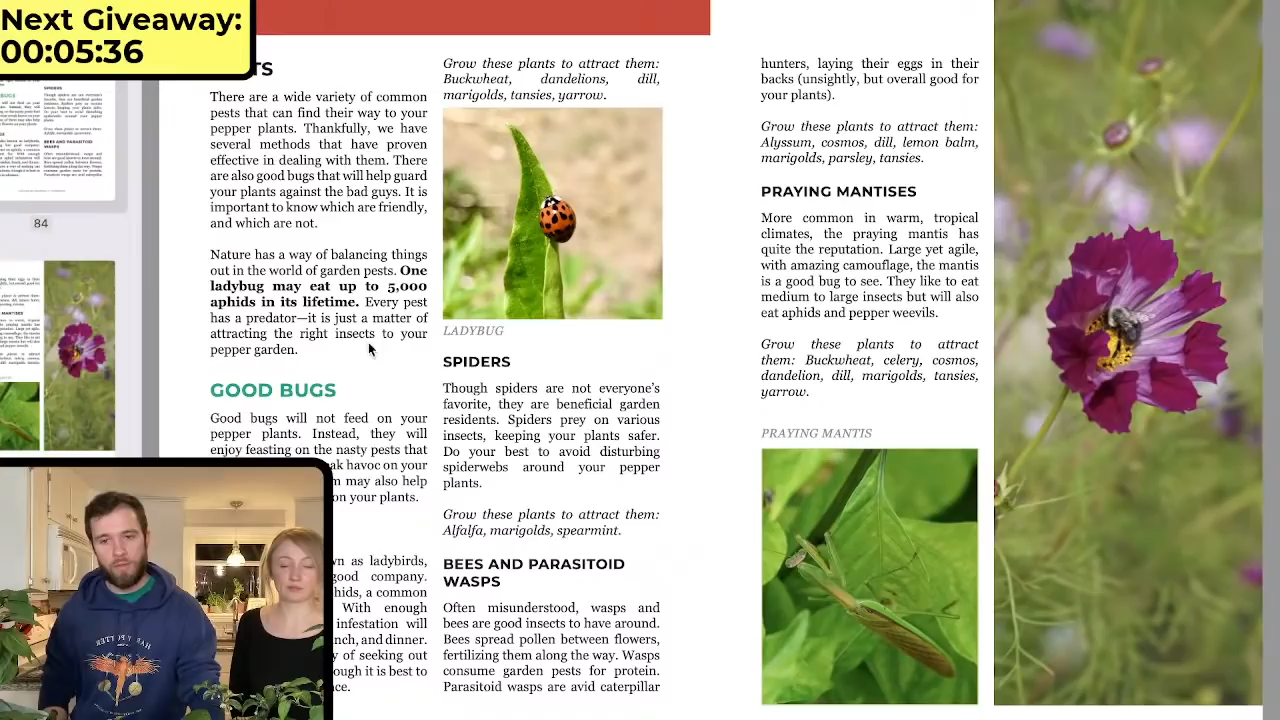 Next Giveaway:
00:05:36
84
TS
There are a wide variety of common
pests that can find their way to your
pepper plants. Thankfully, we have
several methods that have proven
effective in dealing with them. There
are also good bugs that will help guard
your plants against the bad guys. It is
important to know which are friendly,
and which are not.
Nature has a way of balancing things
out in the world of garden pests. One
ladybug may eat up to 5,000
aphids in its lifetime. Every pest
has a predator—it is just a matter of
attracting the right insects to your
pepper garden.
GOOD BUGS
Good bugs will not feed on your
pepper plants. Instead, they will
enjoy feasting on the nasty pests that
ak havoc on your
m may also help
on your plants.
wn as ladybirds,
good company.
hids, a common
With enough
infestation will
nch, and dinner.
y of seeking out
ough it is best to
ce.
Grow these plants to attract them:
Buckwheat, dandelions, dill,
marigolds, tansies, yarrow.
LADYBUG
SPIDERS
Though spiders are not everyone's
favorite, they are beneficial garden
residents. Spiders prey on various
insects, keeping your plants safer.
Do your best to avoid disturbing
spiderwebs around your pepper
plants.
Grow these plants to attract them:
Alfalfa, marigolds, spearmint.
BEES AND PARASITOID
WASPS
Often misunderstood, wasps and
bees are good insects to have around.
Bees spread pollen between flowers,
fertilizing them along the way. Wasps
consume garden pests for protein.
Parasitoid wasps are avid caterpillar
hunters, laying their eggs in their
backs (unsightly, but overall good for
your plants).
Grow these plants to attract them:
alyssum, cosmos, dill, lemon balm,
marigolds, parsley, tansies.
PRAYING MANTISES
More common in warm, tropical
climates, the praying mantis has
quite the reputation. Large yet agile,
with amazing camouflage, the mantis
is a good bug to see. They like to eat
medium to large insects but will also
eat aphids and pepper weevils.
Grow these plants to attract
them: Buckwheat, celery, cosmos,
dandelion, dill, marigolds, tansies,
yarrow.
PRAYING MANTIS